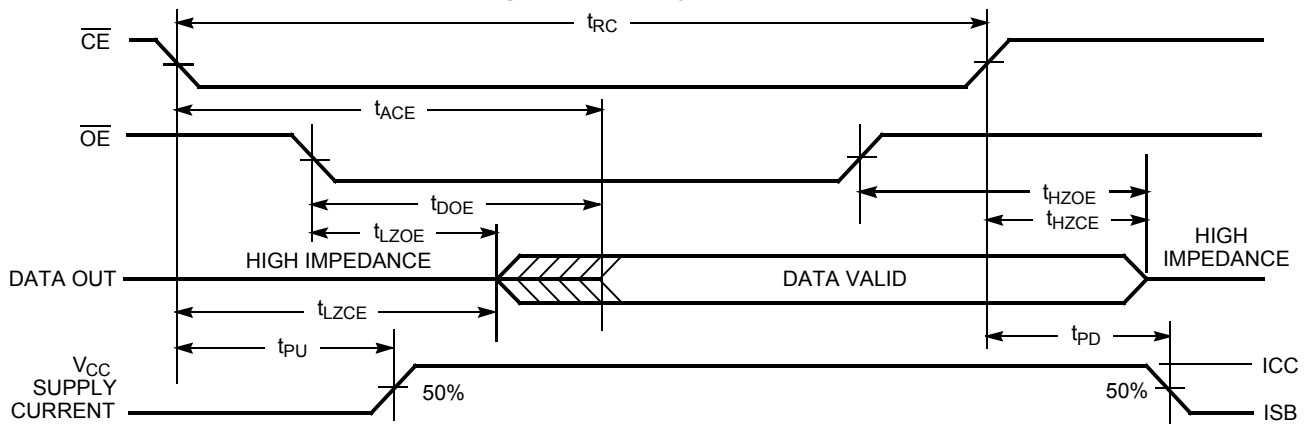 tRC
CE
tACE
OE
tDOE
tHZOE
tLZOE
tHZCE
HIGH IMPEDANCE
HIGH
IMPEDANCE
DATA OUT
DATA VALID
tLZCE
tPU
tPD
VCC
SUPPLY
CURRENT
50%
50%
ICC
ISB